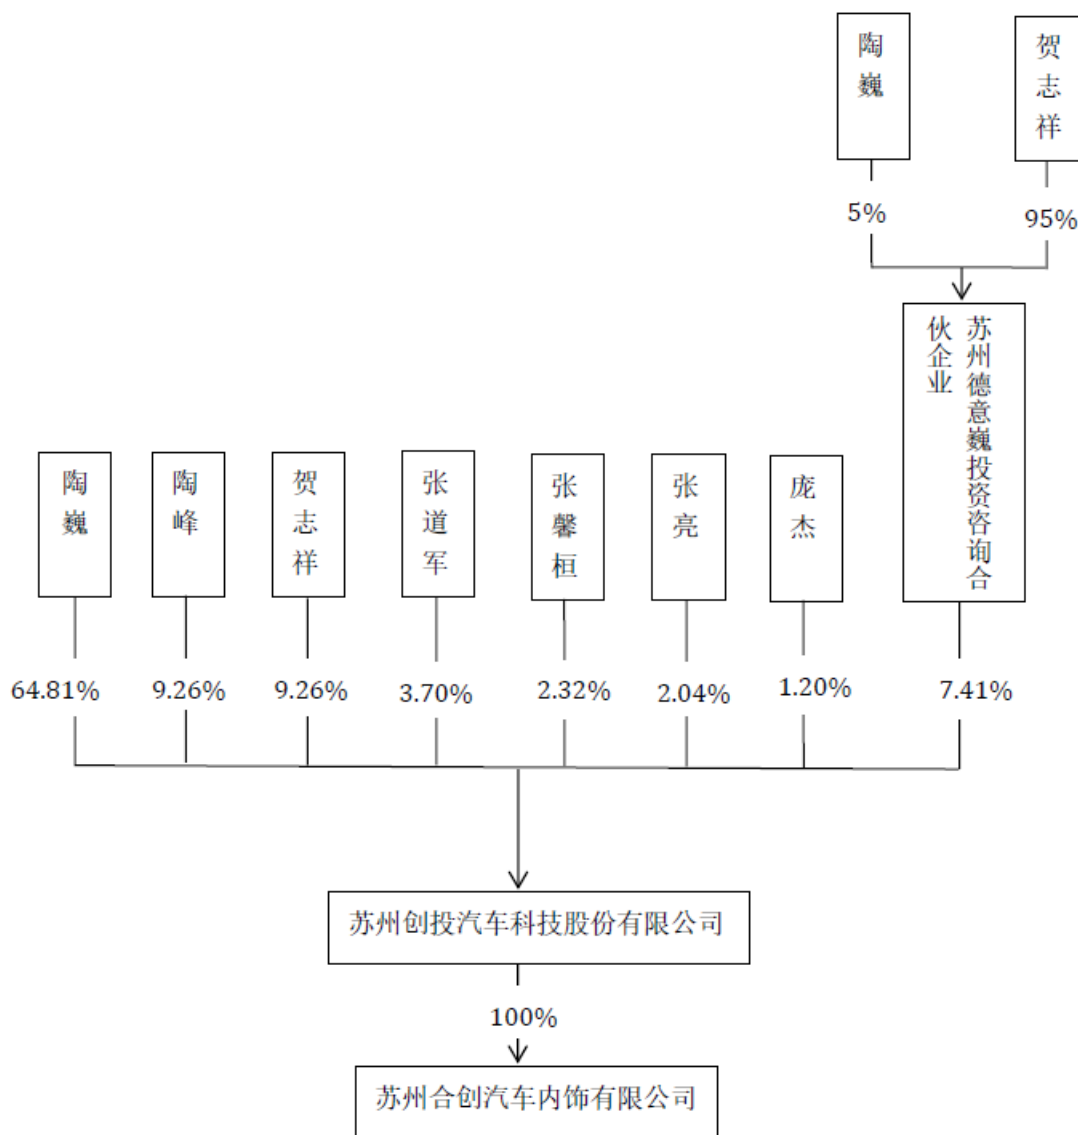 陶巍
贺志祥
5%
95%
苏州德意巍投资咨询合
伙企业
陶巍
陶峰
贺志祥
张道军
张馨桓
张亮
庞杰
64.81%
9.26%
9.26%
3.70%
2.32%
2.04%
1.20%
7.41%
苏州创投汽车科技股份有限公司
100%
苏州合创汽车内饰有限公司